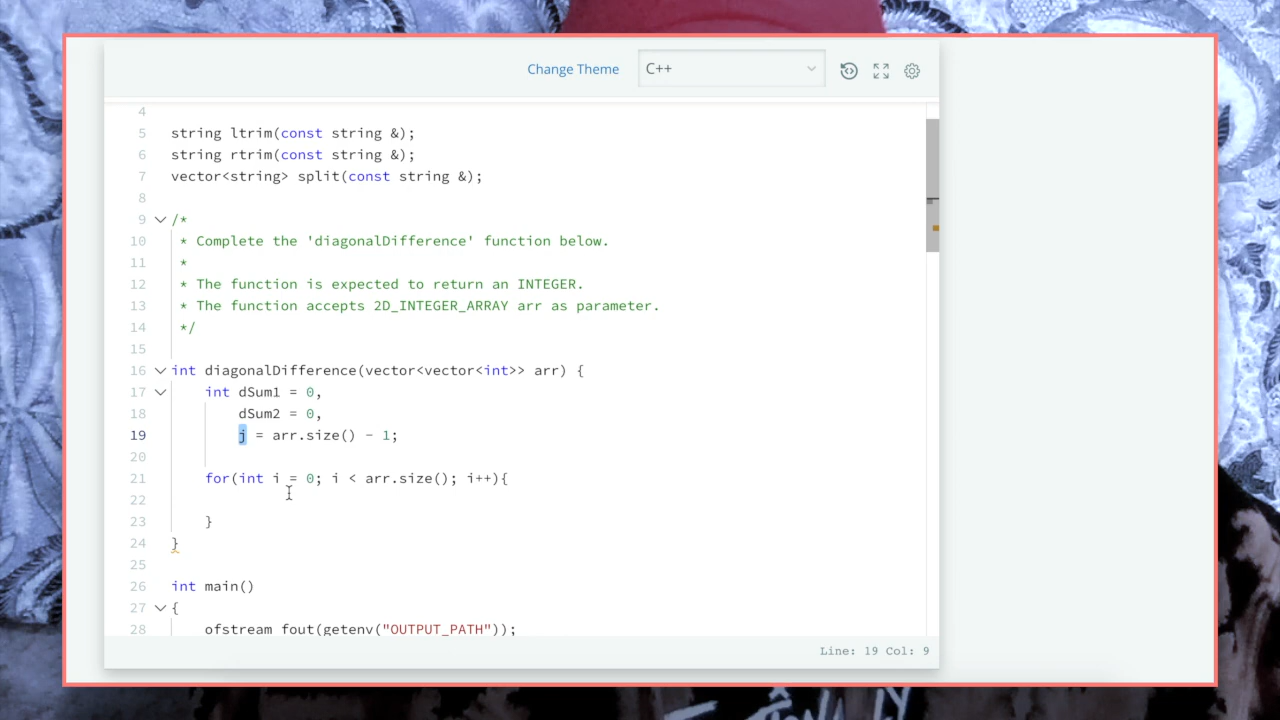 Change Theme C++
4
5 string ltrim(const string &);
6 string rtrim(const string &);
7 vector<string> split(const string &);
8
9 /*
10 * Complete the 'diagonalDifference' function below.
11 *
12 * The function is expected to return an INTEGER.
13 * The function accepts 2D_INTEGER_ARRAY arr as parameter.
14 */
15
16 int diagonalDifference(vector<vector<int>> arr) {
17 int dSum1 = 0,
18 dSum2 = 0,
19 j = arr.size() - 1;
20
21 for(int i = 0; i < arr.size(); i++){
22
23 }
24 }
25
26 int main()
27 {
28 ofstream fout(getenv("OUTPUT_PATH"));
Line: 19 Col: 9